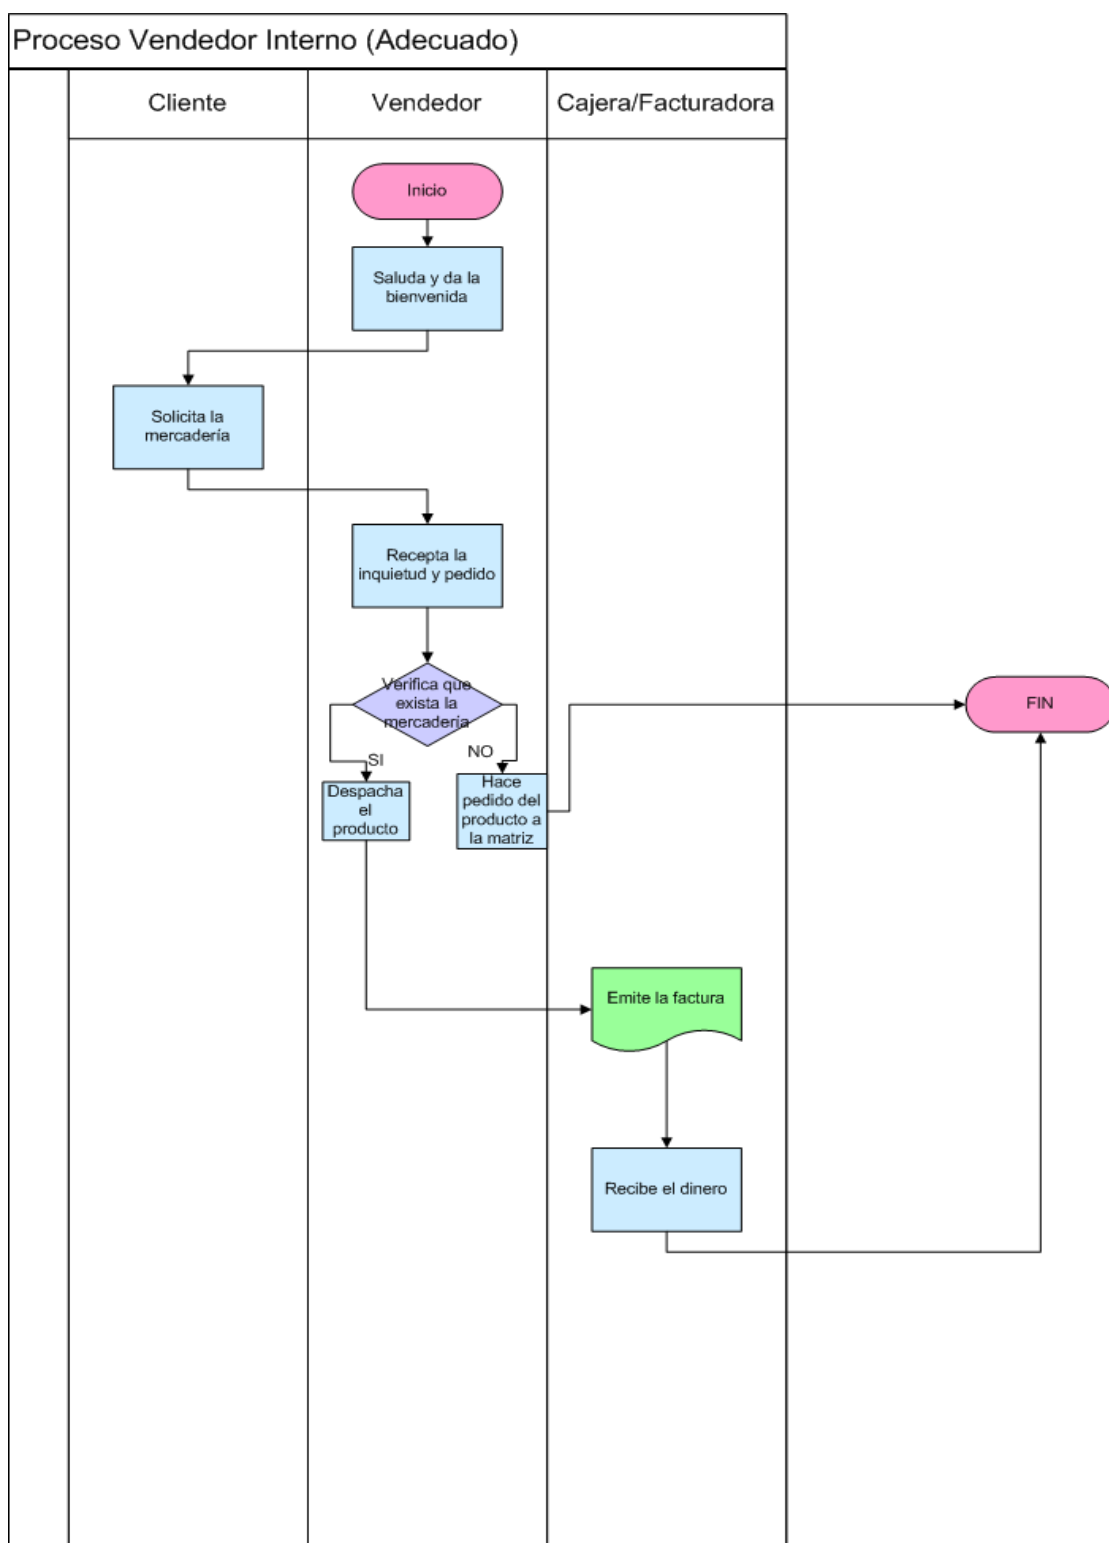 Proceso Vendedor Interno (Adecuado)
Cliente
Vendedor
Cajera/Facturadora
Inicio
Saluda y da la
bienvenida
Solicita la
mercadería
Recepta la
inquietud y pedido
Verifica que
exista la
mercadería
SI
NO
Despacha
el
producto
Hace
pedido del
producto a
la matriz
FIN
Emite la factura
Recibe el dinero